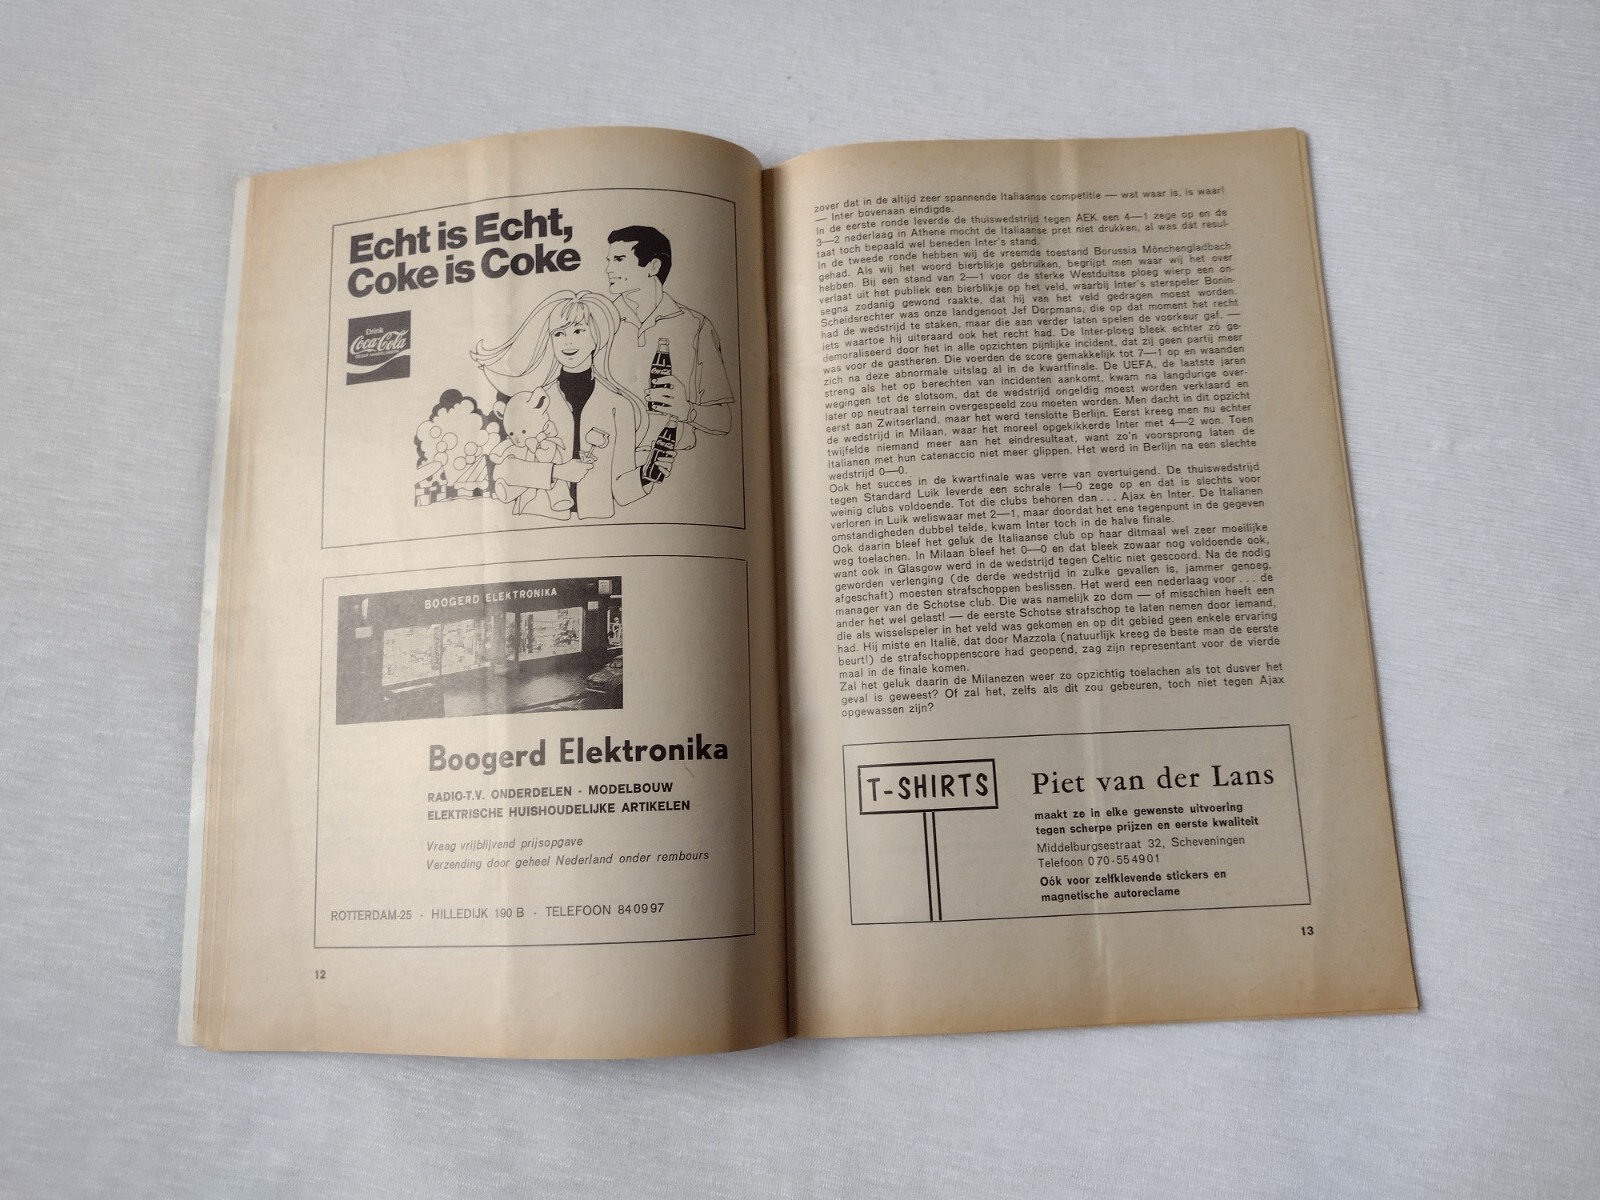 Echt is Echt,
Coke is Coke
Drink
Coca-Cola
BOOGERD ELEKTRONIKA
Boogerd Elektronika
RADIO-T.V. ONDERDELEN - MODELBOUW
ELEKTRISCHE HUISHOUDELIJKE ARTIKELEN
Vraag vrijblijvend prijsopgave
Verzending door geheel Nederland onder rembours
ROTTERDAM-25 - HILLEDIJK 190 B - TELEFOON 84 09 97
12
zover dat in de altijd zeer spannende Italiaanse competitie — wat waar is, is waar!
— Inter bovenaan eindigde.
In de eerste ronde leverde de thuiswedstrijd tegen AEK een 4—1 zege op en de
3—2 nederlaag in Athene mocht de Italiaanse pret niet drukken, al was dat resul-
taat toch bepaald wel beneden Inter's stand.
In de tweede ronde hebben wij de vreemde toestand Borussia Mönchengladbach
gehad. Als wij het woord bierblikje gebruiken, begrijpt men waar wij het over
hebben. Bij een stand van 2—1 voor de sterke Westduitse ploeg wierp een on-
verlaat uit het publiek een bierblikje op het veld, waarbij Inter's sterspeler Bonin-
segna zodanig gewond raakte, dat hij van het veld gedragen moest worden.
Scheidsrechter was onze landgenoot Jef Dorpmans, die op dat moment het recht
had de wedstrijd te staken, maar die aan verder laten spelen de voorkeur gaf, —
iets waartoe hij uiteraard ook het recht had. De Inter-ploeg bleek echter zó ge-
demoraliseerd door het in alle opzichten pijnlijke incident, dat zij geen partij meer
was voor de gastheren. Die voerden de score gemakkelijk tot 7—1 op en waanden
zich na deze abnormale uitslag al in de kwartfinale. De UEFA, de laatste jaren
streng als het op berechten van incidenten aankomt, kwam na langdurige over-
wegingen tot de slotsom, dat de wedstrijd ongeldig moest worden verklaard en
later op neutraal terrein overgespeeld zou moeten worden. Men dacht in dit opzicht
eerst aan Zwitserland, maar het werd tenslotte Berlijn. Eerst kreeg men nu echter
de wedstrijd in Milaan, waar het moreel opgekikkerde Inter met 4—2 won. Toen
twijfelde niemand meer aan het eindresultaat, want zo'n voorsprong laten de
Italianen met hun catenaccio niet meer glippen. Het werd in Berlijn na een slechte
wedstrijd 0—0.
Ook het succes in de kwartfinale was verre van overtuigend. De thuiswedstrijd
tegen Standard Luik leverde een schrale 1—0 zege op en dat is slechts voor
weinig clubs voldoende. Tot die clubs behoren dan . . . Ajax èn Inter. De Italianen
verloren in Luik weliswaar met 2—1, maar doordat het ene tegenpunt in de gegeven
omstandigheden dubbel telde, kwam Inter toch in de halve finale.
Ook daarin bleef het geluk de Italiaanse club op haar ditmaal wel zeer moeilijke
weg toelachen. In Milaan bleef het 0—0 en dat bleek zowaar nog voldoende ook,
want ook in Glasgow werd in de wedstrijd tegen Celtic niet gescoord. Na de nodig
geworden verlenging (de derde wedstrijd in zulke gevallen is, jammer genoeg,
afgeschaft) moesten strafschoppen beslissen. Het werd een nederlaag voor . . . de
manager van de Schotse club. Die was namelijk zo dom — of misschien heeft een
ander het wel gelast! — de eerste Schotse strafschop te laten nemen door iemand,
die als wisselspeler in het veld was gekomen en op dit gebied geen enkele ervaring
had. Hij miste en Italië, dat door Mazzola (natuurlijk kreeg de beste man de eerste
beurt!) de strafschoppenscore had geopend, zag zijn representant voor de vierde
maal in de finale komen.
Zal het geluk daarin de Milanezen weer zo opzichtig toelachen als tot dusver het
geval is geweest? Of zal het, zelfs als dit zou gebeuren, toch niet tegen Ajax
opgewassen zijn?
T-SHIRTS
Piet van der Lans
maakt ze in elke gewenste uitvoering
tegen scherpe prijzen en eerste kwaliteit
Middelburgsestraat 32, Scheveningen
Telefoon 070-554901
Oók voor zelfklevende stickers en
magnetische autoreclame
13